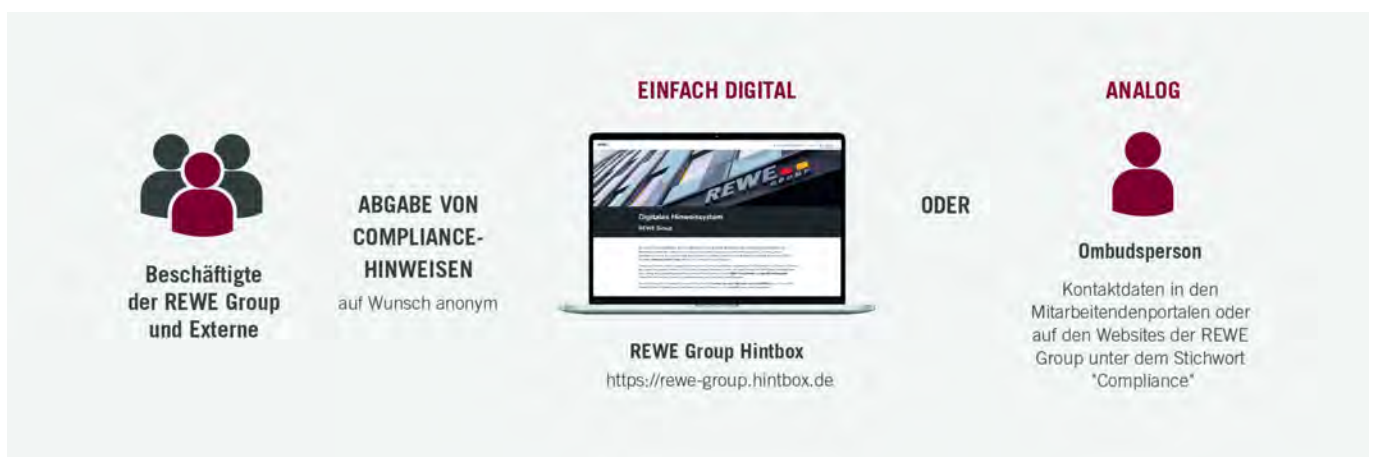 Beschäftigte
der REWE Group
und Externe
ABGABE VON
COMPLIANCE-
HINWEISEN
auf Wunsch anonym
EINFACH DIGITAL
REWE
GROUP
Digitales Hinweissystem
REWE Group
REWE Group Hintbox
https://rewe-group.hintbox.de
ODER
ANALOG
Ombudsperson
Kontaktdaten in den
Mitarbeitendenportalen oder
auf den Websites der REWE
Group unter dem Stichwort
"Compliance"